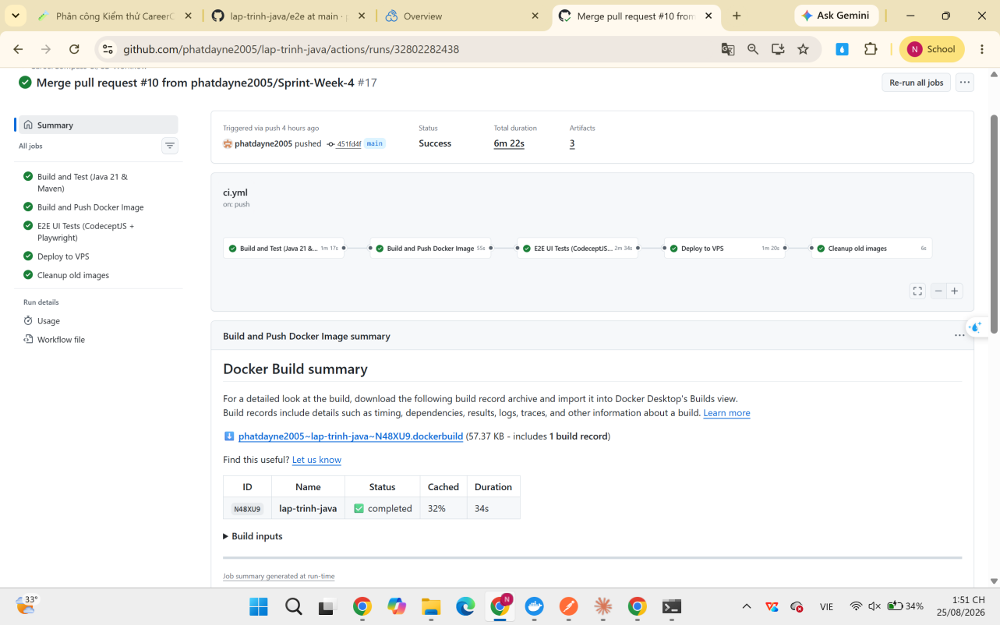 Phân công Kiểm thử CareerC
lap-trinh-java/e2e at main · p
Overview
Merge pull request #10 from
Ask Gemini
github.com/phatdayne2005/lap-trinh-java/actions/runs/32802282438
N School
Merge pull request #10 from phatdayne2005/Sprint-Week-4 #17
Re-run all jobs
Summary
All jobs
Build and Test (Java 21 &
Maven)
Build and Push Docker Image
E2E UI Tests (CodeceptJS +
Playwright)
Deploy to VPS
Cleanup old images
Run details
Usage
Workflow file
Triggered via push 4 hours ago
phatdayne2005 pushed 451fd4f main
Status
Success
Total duration
6m 22s
Artifacts
3
ci.yml
on: push
Build and Test (Java 21 &... 1m 17s
Build and Push Docker Image 55s
E2E UI Tests (CodeceptJS... 2m 34s
Deploy to VPS 1m 20s
Cleanup old images 6s
Build and Push Docker Image summary
Docker Build summary
For a detailed look at the build, download the following build record archive and import it into Docker Desktop's Builds view.
Build records include details such as timing, dependencies, results, logs, traces, and other information about a build. Learn more
phatdayne2005~lap-trinh-java~N48XU9.dockerbuild (57.37 KB - includes 1 build record)
Find this useful? Let us know
ID Name Status Cached Duration
N48XU9 lap-trinh-java completed 32% 34s
Build inputs
Job summary generated at run-time
33°
N
VIE
34%
1:51 CH
25/08/2026